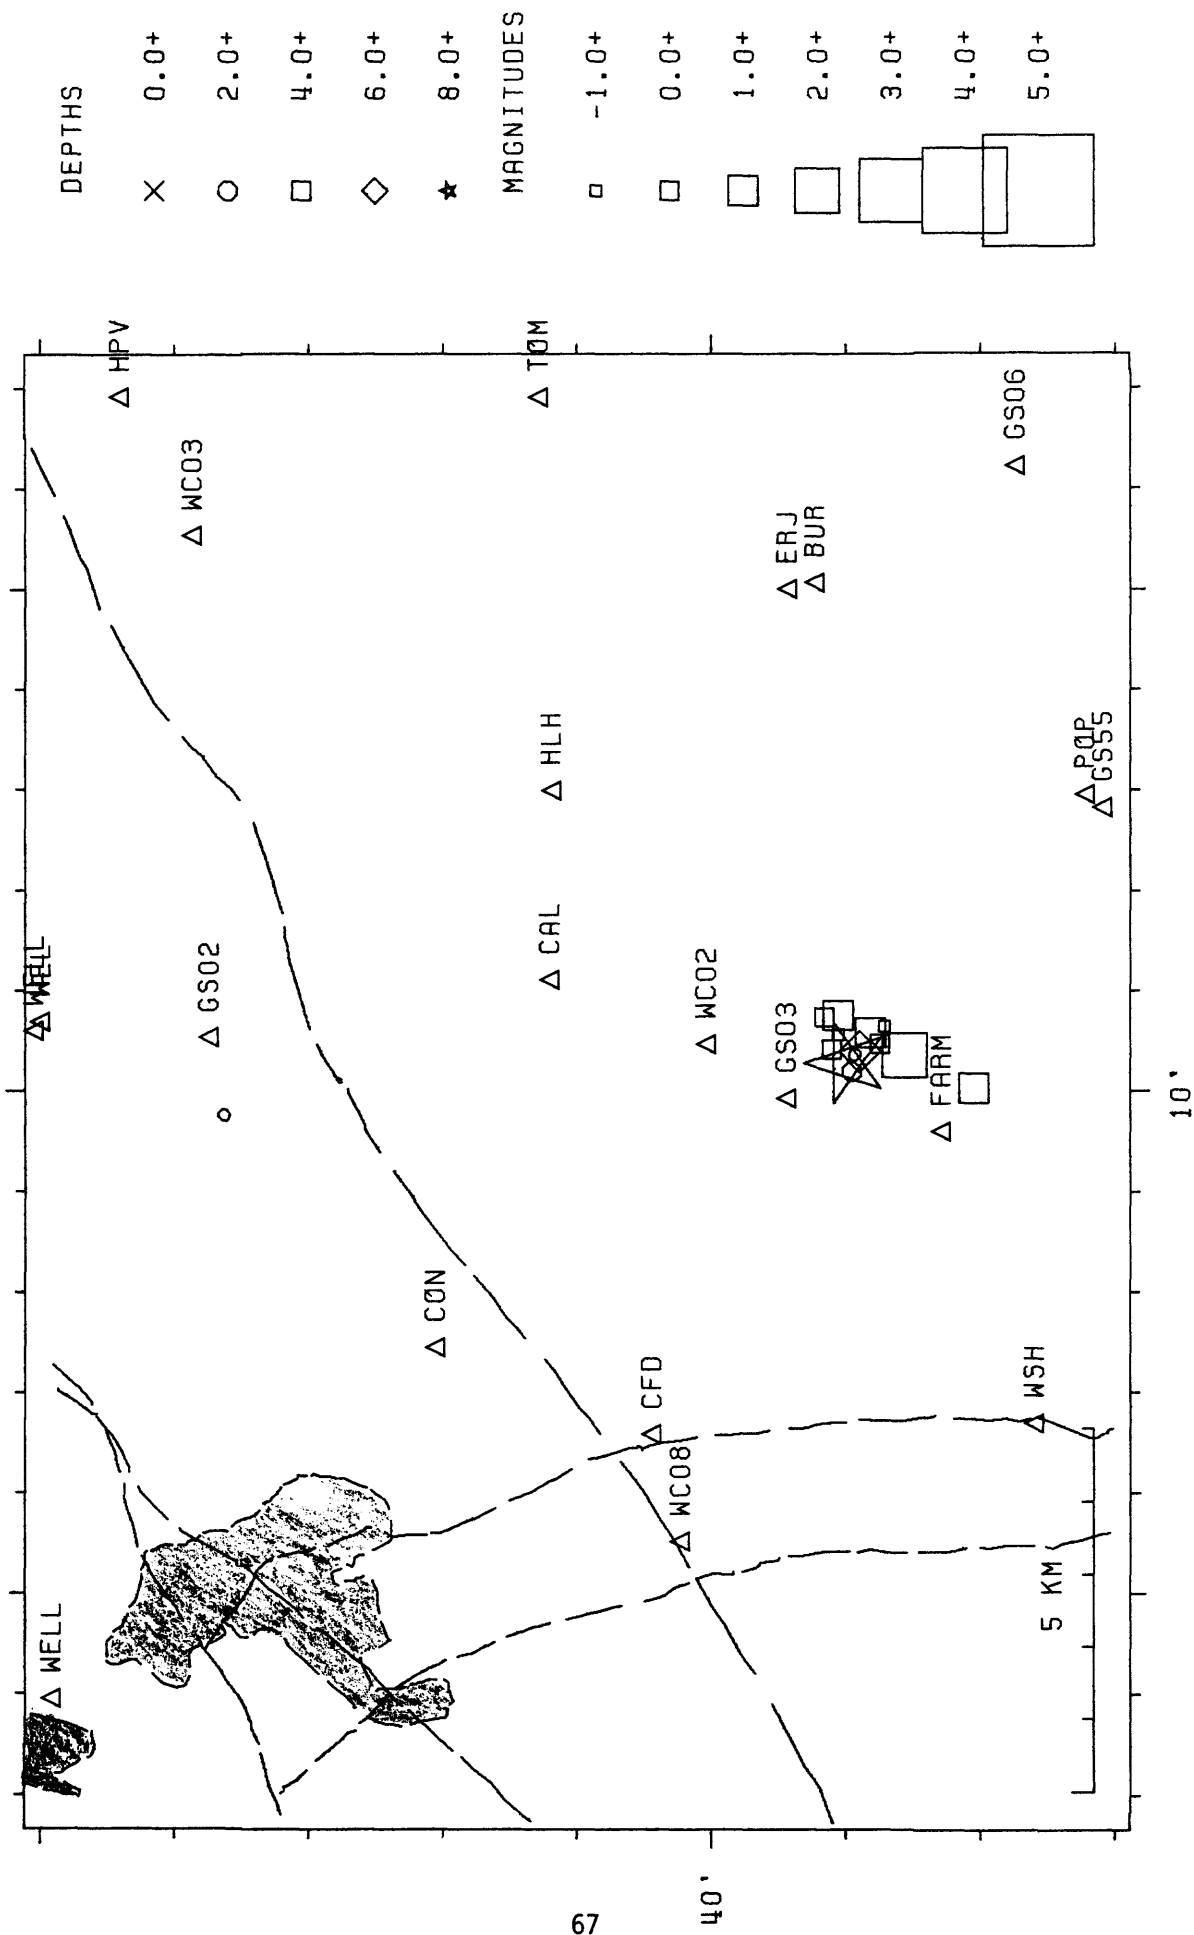 DEPTHS
0.0+
2.0+
4.0+
6.0+
8.0+
MAGNITUDES
-1.0+
0.0+
1.0+
2.0+
3.0+
4.0+
5.0+
HPV
TOM
WC03
GS06
ERJ
BUR
HLH
POP
GS55
CAL
GS02
WC02
GS03
FARM
10'
CON
CFD
WSH
WC08
WELL
5 KM
40'
67